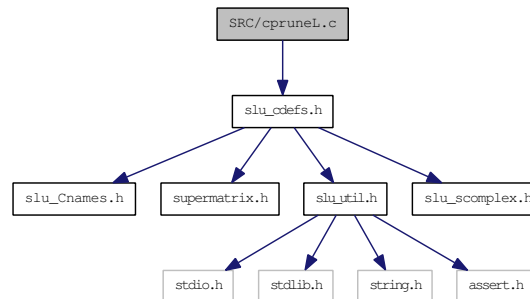 SRC/cpruneL.c
slu_cdefs.h
slu_Cnames.h
supermatrix.h
slu_util.h
slu_scomplex.h
stdio.h
stdlib.h
string.h
assert.h